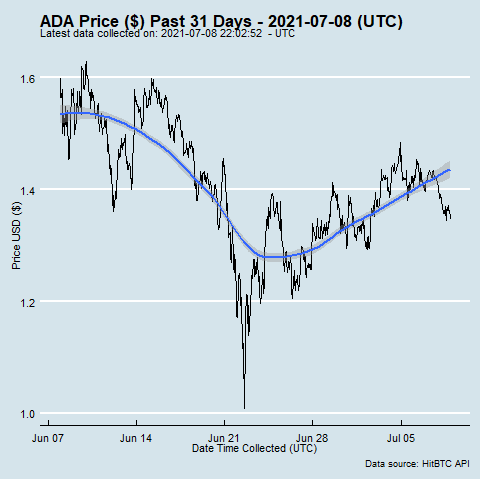 ADA Price ($) Past 31 Days - 2021-07-08 (UTC)
Latest data collected on: 2021-07-08 22:02:52 - UTC
1.6
1.4
1.2
1.0
Price USD ($)
Jun 07
Jun 14
Jun 21
Jun 28
Jul 05
Date Time Collected (UTC)
Data source: HitBTC API